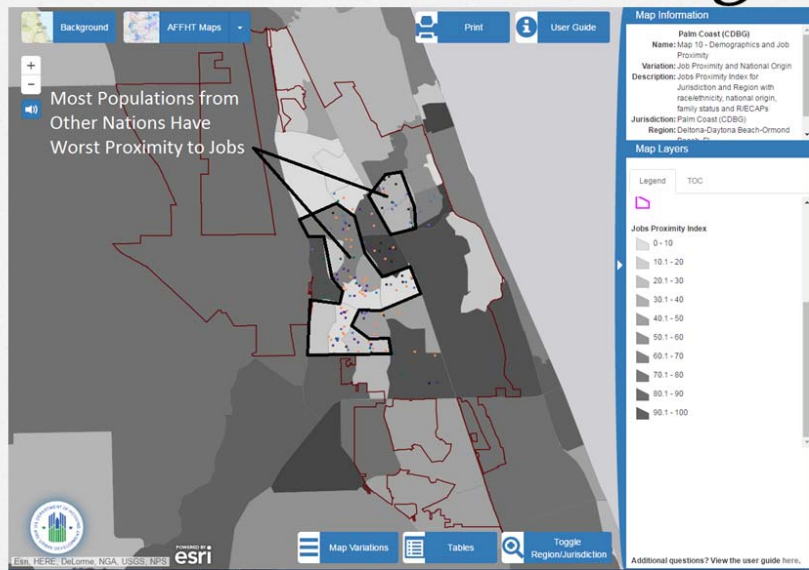 Background
AFFHT Maps
Print
User Guide
+
−
Most Populations from
Other Nations Have
Worst Proximity to Jobs
Map Information
Palm Coast (CDBG)
Name: Map 10 - Demographics and Job
Proximity
Variation: Job Proximity and National Origin
Description: Jobs Proximity Index for
Jurisdiction and Region with
race/ethnicity, national origin,
family status and R/ECAPs
Jurisdiction: Palm Coast (CDBG)
Region: Deltona-Daytona Beach-Ormond
Map Layers
Legend
TOC
Jobs Proximity Index
0 - 10
10.1 - 20
20.1 - 30
30.1 - 40
40.1 - 50
50.1 - 60
60.1 - 70
70.1 - 80
80.1 - 90
90.1 - 100
Map Variations
Tables
Toggle
Region/Jurisdiction
Additional questions? View the user guide here.
Esri, HERE, DeLorme, NGA, USGS, NPS
POWERED BY
esri